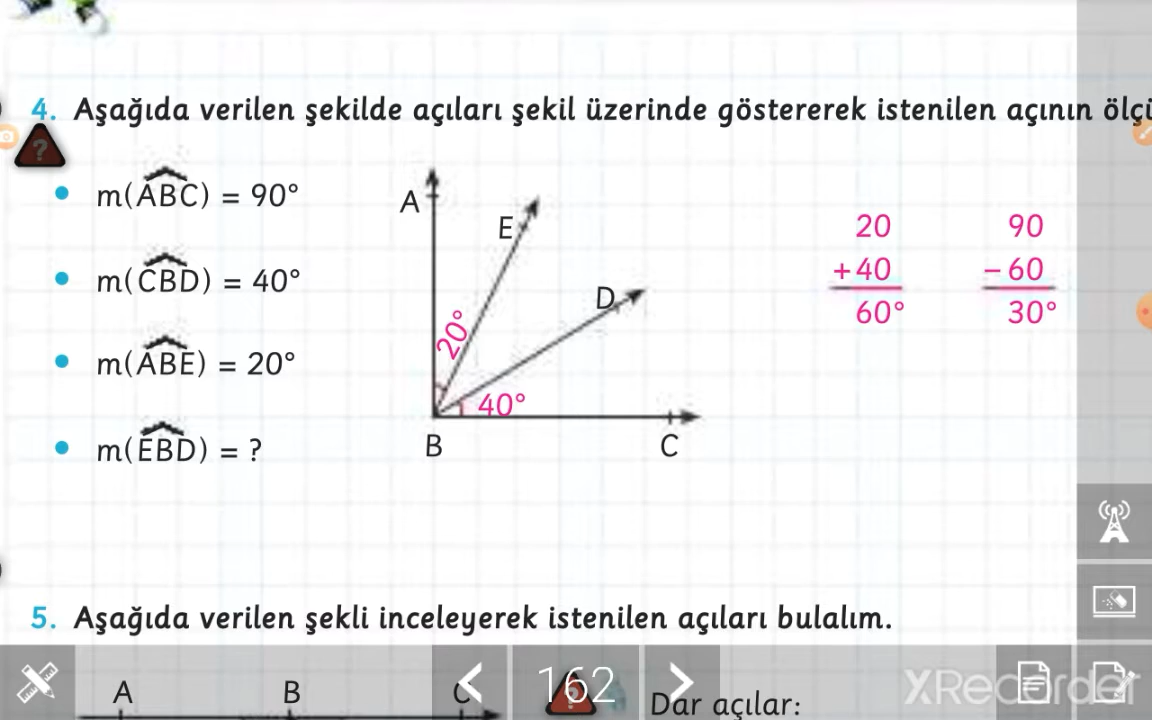 4. Aşağıda verilen şekilde açıları şekil üzerinde göstererek istenilen açının ölçü
?
• m(ABC) = 90°
• m(CBD) = 40°
• m(ABE) = 20°
• m(EBD) = ?
A
E
D
20°
40°
B
C
20
+40
60°
90
-60
30°
5. Aşağıda verilen şekli inceleyerek istenilen açıları bulalım.
A
B
C
162
Dar açılar:
XRecorder